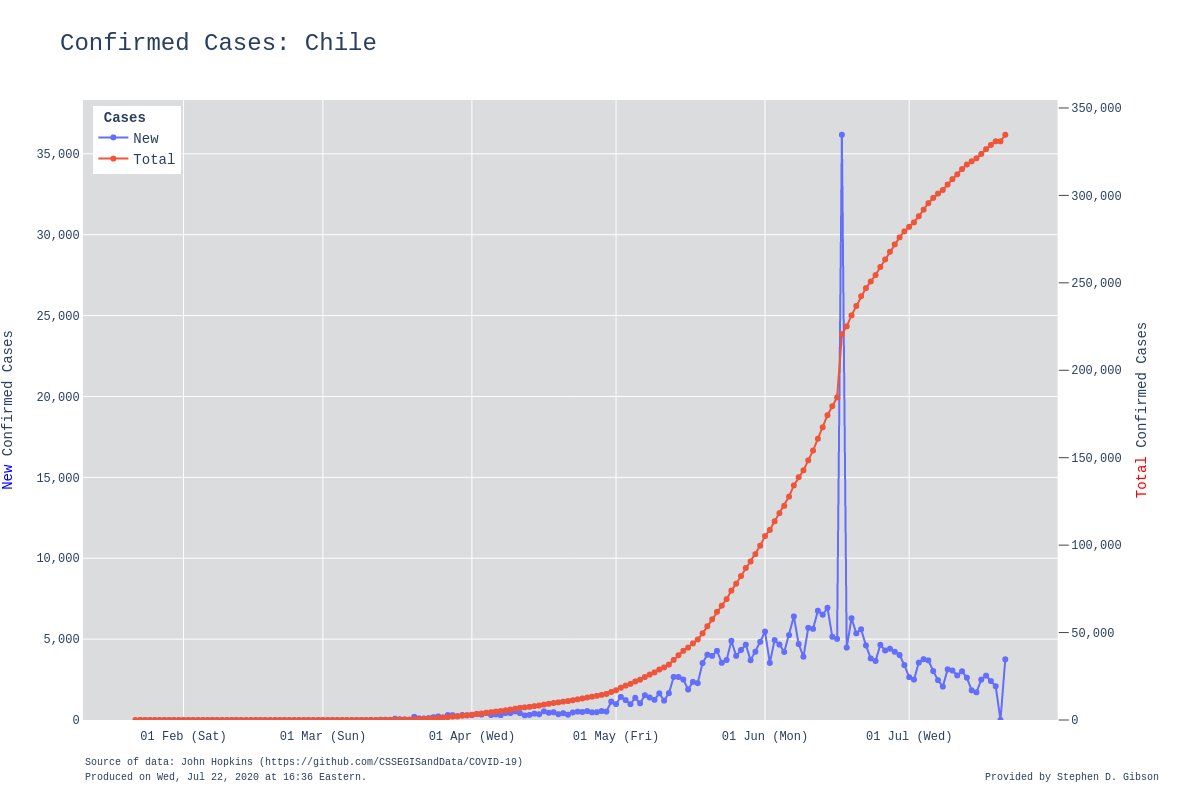 Confirmed Cases: Chile
Cases
New
Total
35,000
30,000
25,000
20,000
15,000
10,000
5,000
0
New Confirmed Cases
350,000
300,000
250,000
200,000
150,000
100,000
50,000
0
Total Confirmed Cases
01 Feb (Sat) 01 Mar (Sun) 01 Apr (Wed) 01 May (Fri) 01 Jun (Mon) 01 Jul (Wed)
Source of data: John Hopkins (https://github.com/CSSEGISandData/COVID-19)
Produced on Wed, Jul 22, 2020 at 16:36 Eastern.
Provided by Stephen D. Gibson